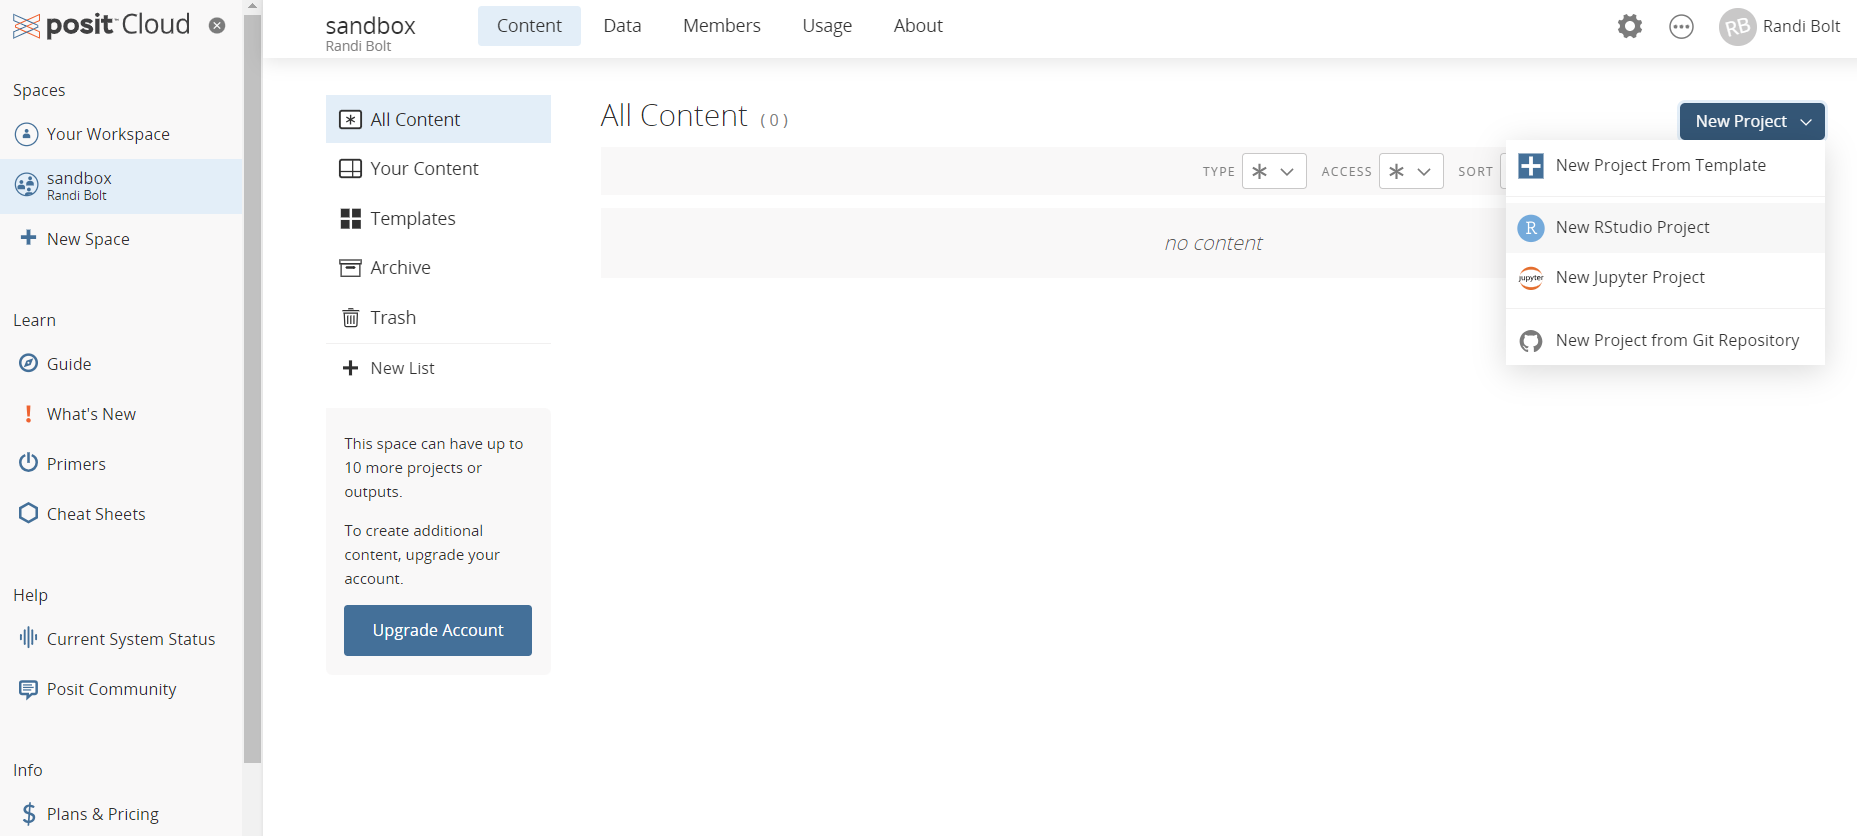 posit™ Cloud
Spaces
Your Workspace
sandbox
Randi Bolt
New Space
Learn
Guide
What's New
Primers
Cheat Sheets
Help
Current System Status
Posit Community
Info
Plans & Pricing
sandbox
Randi Bolt
Content Data Members Usage About
RB Randi Bolt
All Content
Your Content
Templates
Archive
Trash
New List
This space can have up to
10 more projects or
outputs.
To create additional
content, upgrade your
account.
Upgrade Account
All Content (0)
New Project
TYPE * ACCESS * SORT
no content
New Project From Template
R New RStudio Project
jupyter New Jupyter Project
New Project from Git Repository